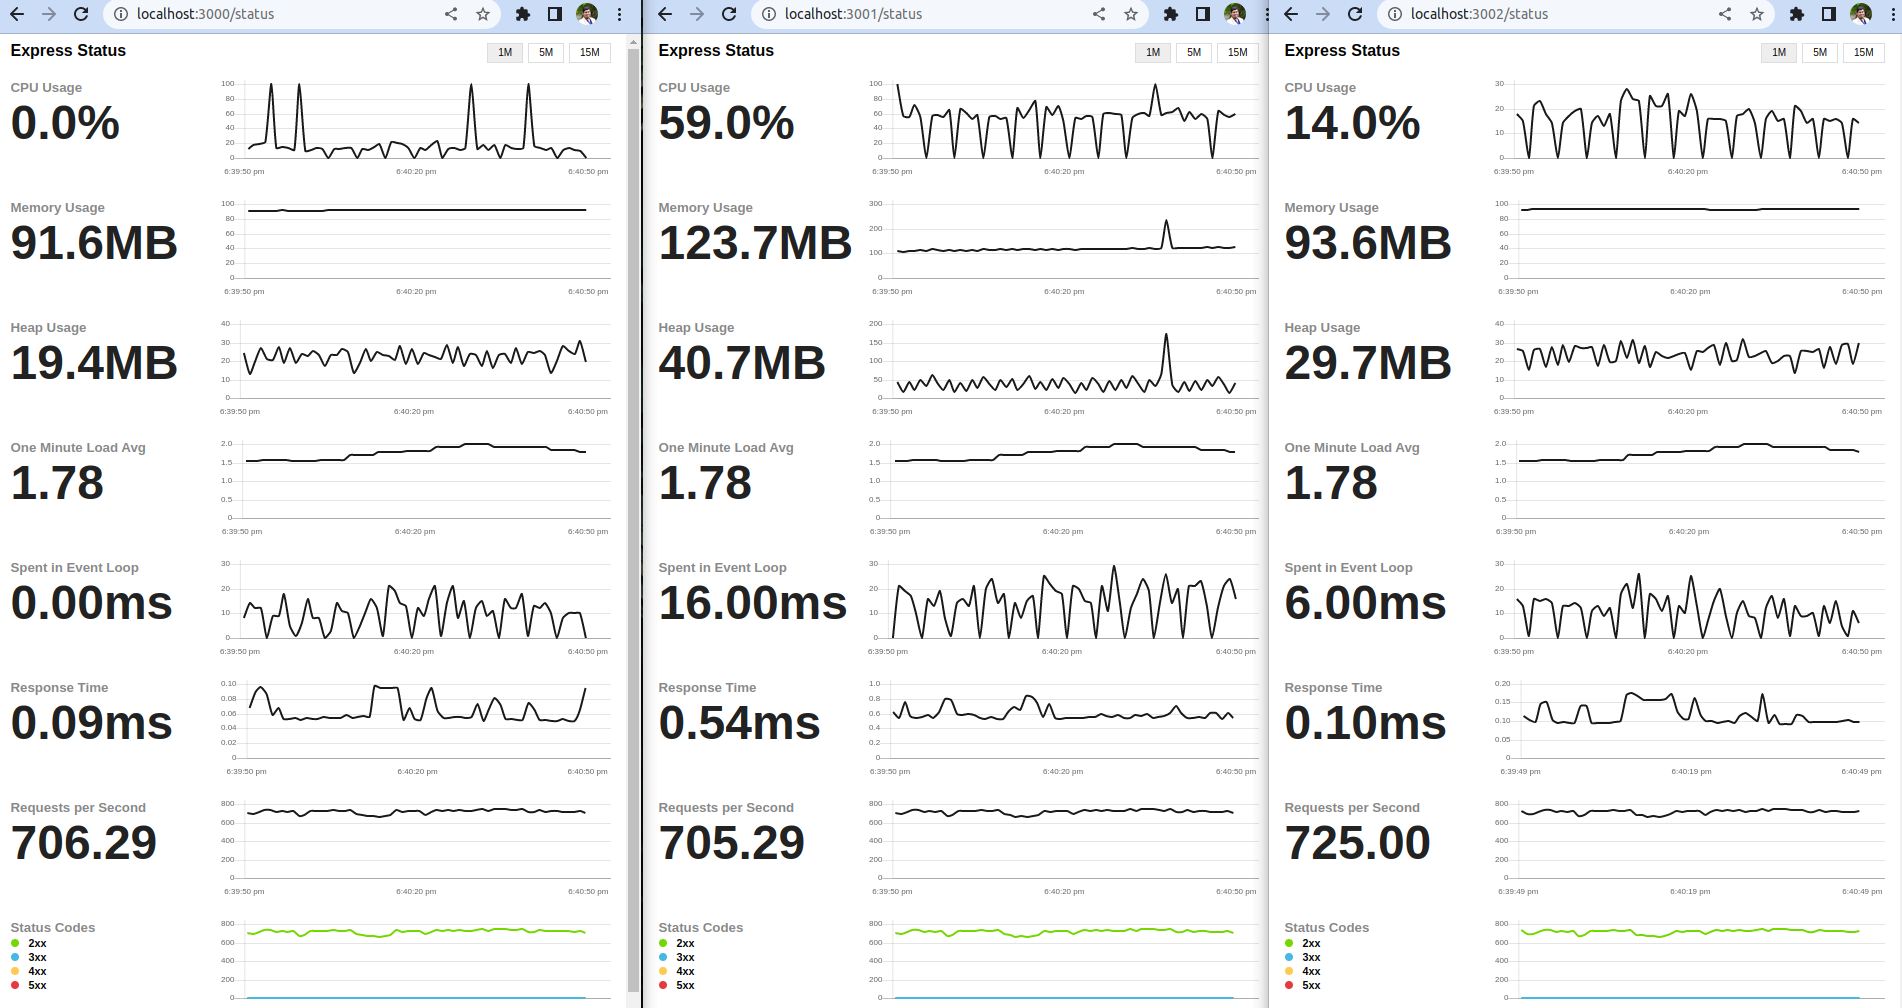 localhost:3000/status
Express Status
1M 5M 15M
CPU Usage
0.0%
100
80
60
40
20
0
6:39:50 pm 6:40:20 pm 6:40:50 pm
Memory Usage
91.6MB
100
80
60
40
20
0
6:39:50 pm 6:40:20 pm 6:40:50 pm
Heap Usage
19.4MB
40
30
20
10
0
6:39:50 pm 6:40:20 pm 6:40:50 pm
One Minute Load Avg
1.78
2.0
1.5
1.0
0.5
0
6:39:50 pm 6:40:20 pm 6:40:50 pm
Spent in Event Loop
0.00ms
30
20
10
0
6:39:50 pm 6:40:20 pm 6:40:50 pm
Response Time
0.09ms
0.10
0.08
0.06
0.04
0.02
0
6:39:50 pm 6:40:20 pm 6:40:50 pm
Requests per Second
706.29
800
600
400
200
0
6:39:50 pm 6:40:20 pm 6:40:50 pm
Status Codes
2xx
3xx
4xx
5xx
800
600
400
200
0
localhost:3001/status
Express Status
1M 5M 15M
CPU Usage
59.0%
100
80
60
40
20
0
6:39:50 pm 6:40:20 pm 6:40:50 pm
Memory Usage
123.7MB
300
200
100
0
6:39:50 pm 6:40:20 pm 6:40:50 pm
Heap Usage
40.7MB
200
150
100
50
0
6:39:50 pm 6:40:20 pm 6:40:50 pm
One Minute Load Avg
1.78
2.0
1.5
1.0
0.5
0
6:39:50 pm 6:40:20 pm 6:40:50 pm
Spent in Event Loop
16.00ms
30
20
10
0
6:39:50 pm 6:40:20 pm 6:40:50 pm
Response Time
0.54ms
1.0
0.8
0.6
0.4
0.2
0
6:39:50 pm 6:40:20 pm 6:40:50 pm
Requests per Second
705.29
800
600
400
200
0
6:39:50 pm 6:40:20 pm 6:40:50 pm
Status Codes
2xx
3xx
4xx
5xx
800
600
400
200
0
localhost:3002/status
Express Status
1M 5M 15M
CPU Usage
14.0%
30
20
10
0
6:39:50 pm 6:40:20 pm 6:40:50 pm
Memory Usage
93.6MB
100
80
60
40
20
0
6:39:50 pm 6:40:20 pm 6:40:50 pm
Heap Usage
29.7MB
40
30
20
10
0
6:39:50 pm 6:40:20 pm 6:40:50 pm
One Minute Load Avg
1.78
2.0
1.5
1.0
0.5
0
6:39:50 pm 6:40:20 pm 6:40:50 pm
Spent in Event Loop
6.00ms
30
20
10
0
6:39:50 pm 6:40:20 pm 6:40:50 pm
Response Time
0.10ms
0.20
0.15
0.10
0.05
0
6:39:49 pm 6:40:19 pm 6:40:49 pm
Requests per Second
725.00
800
600
400
200
0
6:39:49 pm 6:40:19 pm 6:40:49 pm
Status Codes
2xx
3xx
4xx
5xx
800
600
400
200
0